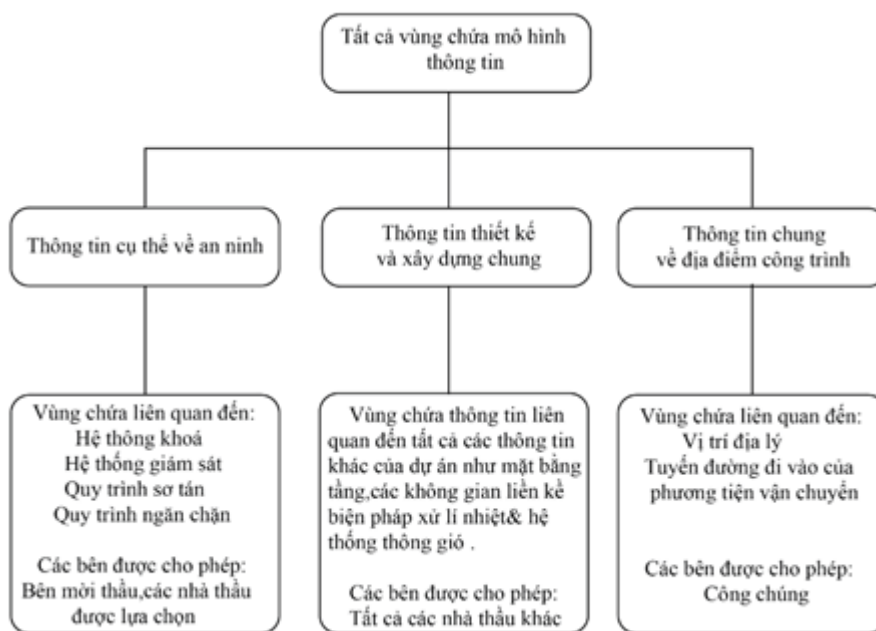 Tất cả vùng chứa mô hình
thông tin
Thông tin cụ thể về an ninh
Thông tin thiết kế
và xây dựng chung
Thông tin chung
về địa điểm công trình
Vùng chứa liên quan đến:
Hệ thông khoá
Hệ thống giám sát
Quy trình sơ tán
Quy trình ngăn chặn
Các bên được cho phép:
Bên mời thầu,các nhà thầu
được lựa chọn
Vùng chứa thông tin liên
quan đến tất cả các thông tin
khác của dự án như mặt bằng
tầng,các không gian liền kề
biện pháp xử lí nhiệt& hệ
thống thông gió .
Các bên được cho phép:
Tất cả các nhà thầu khác
Vùng chứa liên quan đến:
Vị trí địa lý
Tuyến đường đi vào của
phương tiện vận chuyển
Các bên được cho phép:
Công chúng